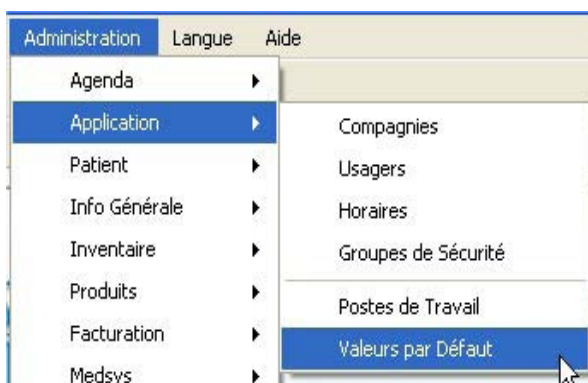 Administration Langue Aide
Agenda
Application
Patient
Info Générale
Inventaire
Produits
Facturation
Medsys
Compagnies
Usagers
Horaires
Groupes de Sécurité
Postes de Travail
Valeurs par Défaut